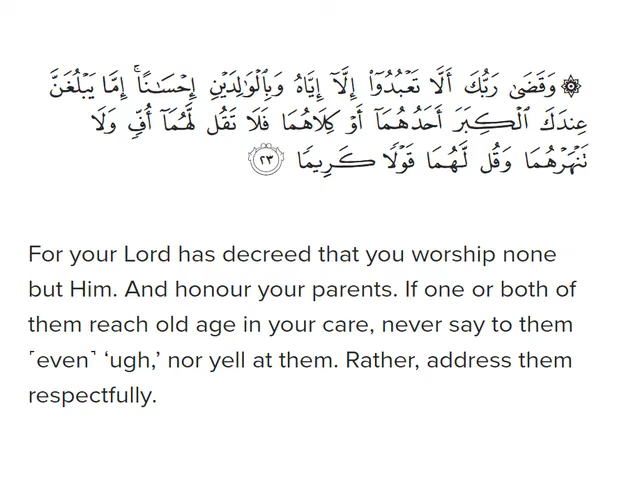 ۞ وَقَضَىٰ رَبُّكَ أَلَّا تَعْبُدُوٓا۟ إِلَّآ إِيَّاهُ وَبِٱلْوَٰلِدَيْنِ إِحْسَـٰنًا ۚ إِمَّا يَبْلُغَنَّ
عِندَكَ ٱلْكِبَرَ أَحَدُهُمَآ أَوْ كِلَاهُمَا فَلَا تَقُل لَّهُمَآ أُفٍّۢ وَلَا
تَنْهَرْهُمَا وَقُل لَّهُمَا قَوْلًۭا كَرِيمًۭا ٢٣
For your Lord has decreed that you worship none
but Him. And honour your parents. If one or both of
them reach old age in your care, never say to them
˹even˺ ‘ugh,’ nor yell at them. Rather, address them
respectfully.